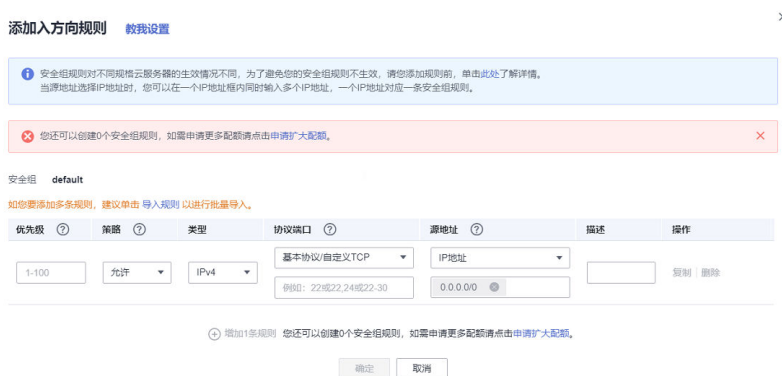 添加入方向规则 教我设置
安全组规则对不同规格云服务器的生效情况不同，为了避免您的安全组规则不生效，请您添加规则前，单击此处了解详情。
当源地址选择IP地址时，您可以在一个IP地址框内同时输入多个IP地址，一个IP地址对应一条安全组规则。
您还可以创建0个安全组规则，如需申请更多配额请点击申请扩大配额。
安全组 default
如您要添加多条规则，建议单击 导入规则 以进行批量导入。
优先级 策略 类型 协议端口 源地址 描述 操作
基本协议/自定义TCP IP地址
1-100 允许 IPv4 复制 删除
例如：22或22,24或22-30 0.0.0.0/0
增加1条规则 您还可以创建0个安全组规则，如需申请更多配额请点击申请扩大配额。
确定 取消